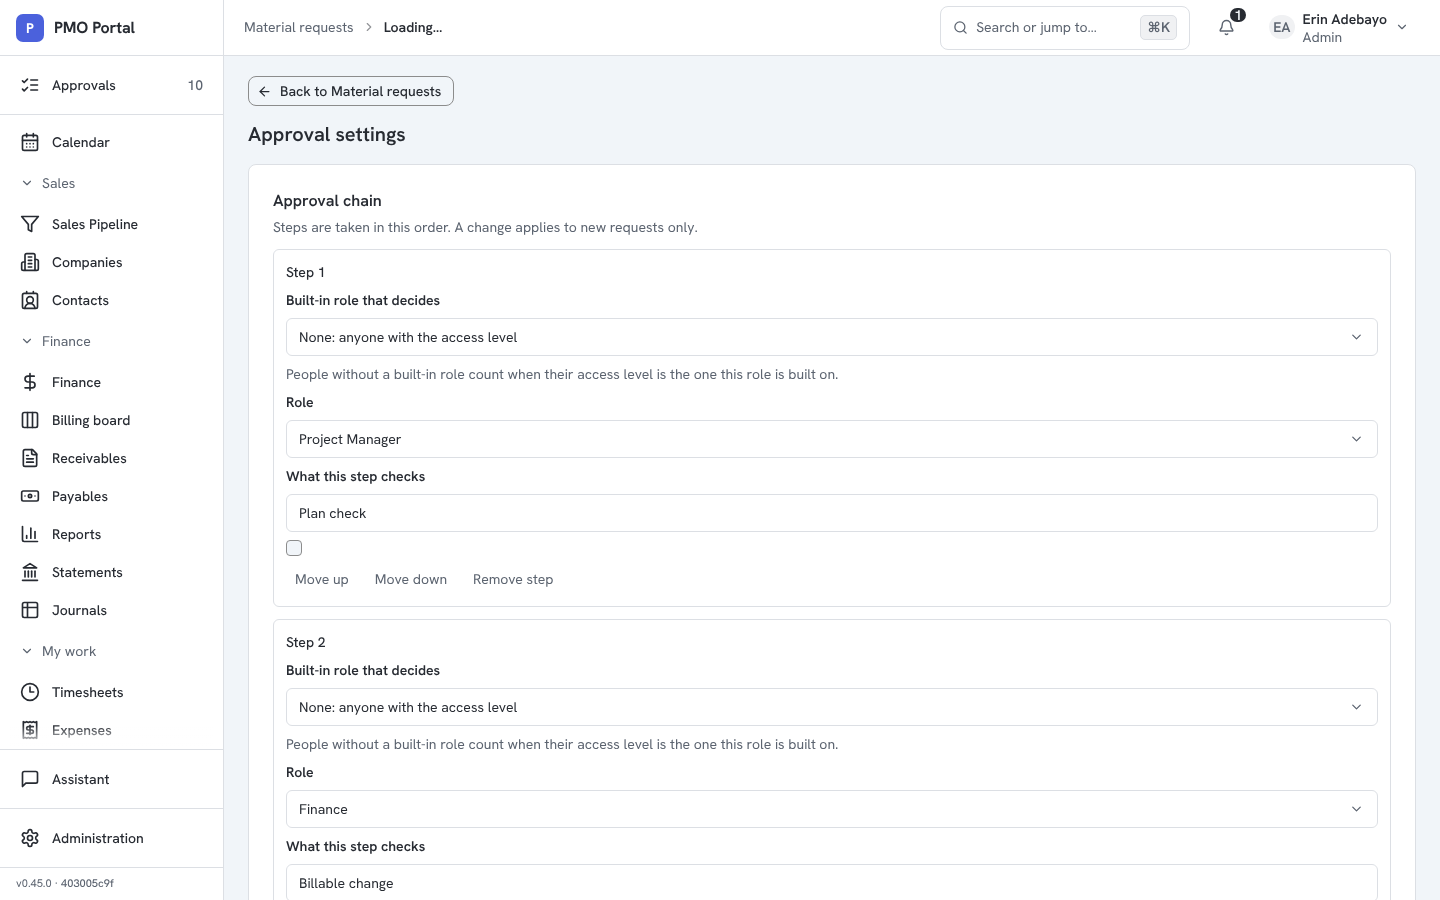 P PMO Portal
Material requests > Loading...
Search or jump to... ⌘K
1
EA Erin Adebayo
Admin
Approvals 10
Calendar
Sales
Sales Pipeline
Companies
Contacts
Finance
Finance
Billing board
Receivables
Payables
Reports
Statements
Journals
My work
Timesheets
Expenses
Assistant
Administration
v0.45.0 · 403005c9f
Back to Material requests
Approval settings
Approval chain
Steps are taken in this order. A change applies to new requests only.
Step 1
Built-in role that decides
None: anyone with the access level
People without a built-in role count when their access level is the one this role is built on.
Role
Project Manager
What this step checks
Plan check
Move up Move down Remove step
Step 2
Built-in role that decides
None: anyone with the access level
People without a built-in role count when their access level is the one this role is built on.
Role
Finance
What this step checks
Billable change